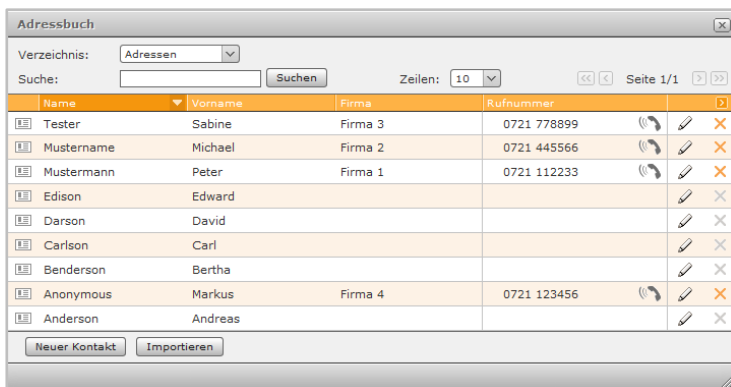 Adressbuch
Verzeichnis: Adressen
Suche: Suchen Zeilen: 10 Seite 1/1
Name Vorname Firma Rufnummer
Tester Sabine Firma 3 0721 778899
Mustername Michael Firma 2 0721 445566
Mustermann Peter Firma 1 0721 112233
Edison Edward
Darson David
Carlson Carl
Benderson Bertha
Anonymous Markus Firma 4 0721 123456
Anderson Andreas
Neuer Kontakt Importieren